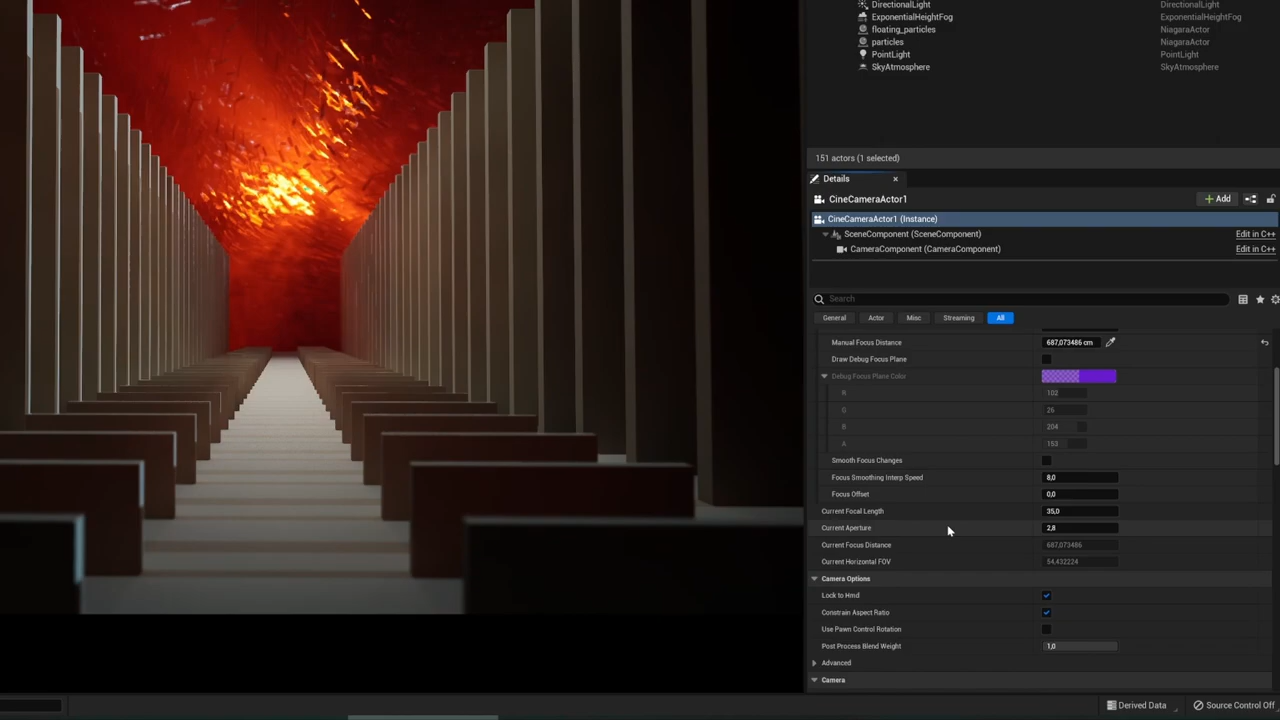 DirectionalLight DirectionalLight
ExponentialHeightFog ExponentialHeightFog
floating_particles NiagaraActor
particles NiagaraActor
PointLight PointLight
SkyAtmosphere SkyAtmosphere
151 actors (1 selected)
Details
CineCameraActor1 + Add
CineCameraActor1 (Instance)
SceneComponent (SceneComponent) Edit in C++
CameraComponent (CameraComponent) Edit in C++
Search
General Actor Misc Streaming All
Manual Focus Distance 687,073486 cm
Draw Debug Focus Plane
Debug Focus Plane Color
R 102
G 26
B 204
A 153
Smooth Focus Changes
Focus Smoothing Interp Speed 8,0
Focus Offset 0,0
Current Focal Length 35,0
Current Aperture 2,8
Current Focus Distance 687,073486
Current Horizontal FOV 54,432224
Camera Options
Lock to Hmd
Constrain Aspect Ratio
Use Pawn Control Rotation
Post Process Blend Weight 1,0
Advanced
Camera
Derived Data Source Control Off